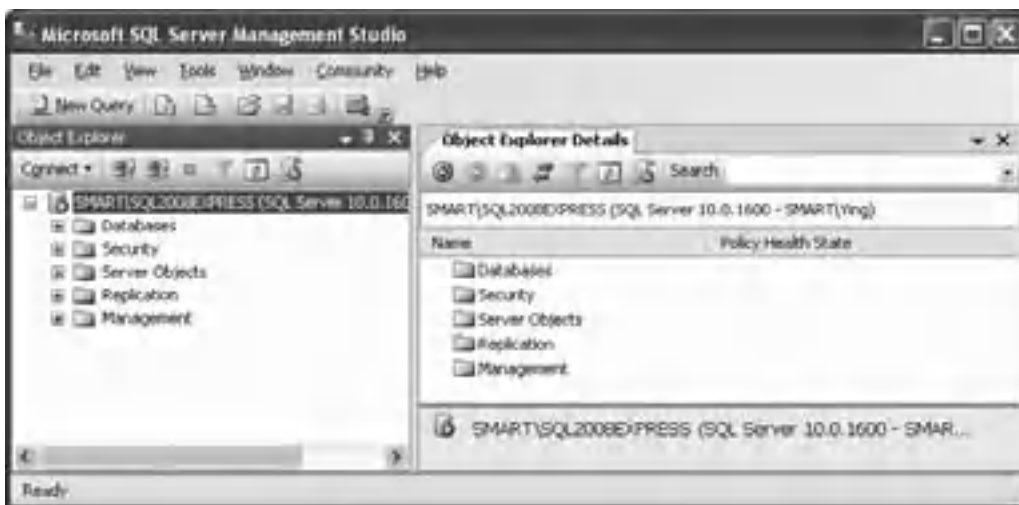 Microsoft SQL Server Management Studio
File Edit View Tools Window Community Help
New Query
Object Explorer
Connect
SMART\SQL2008EXPRESS (SQL Server 10.0.160
Databases
Security
Server Objects
Replication
Management
Object Explorer Details
Search
SMART\SQL2008EXPRESS (SQL Server 10.0.1600 - SMART\Ying)
Name Policy Health State
Databases
Security
Server Objects
Replication
Management
SMART\SQL2008EXPRESS (SQL Server 10.0.1600 - SMAR...
Ready